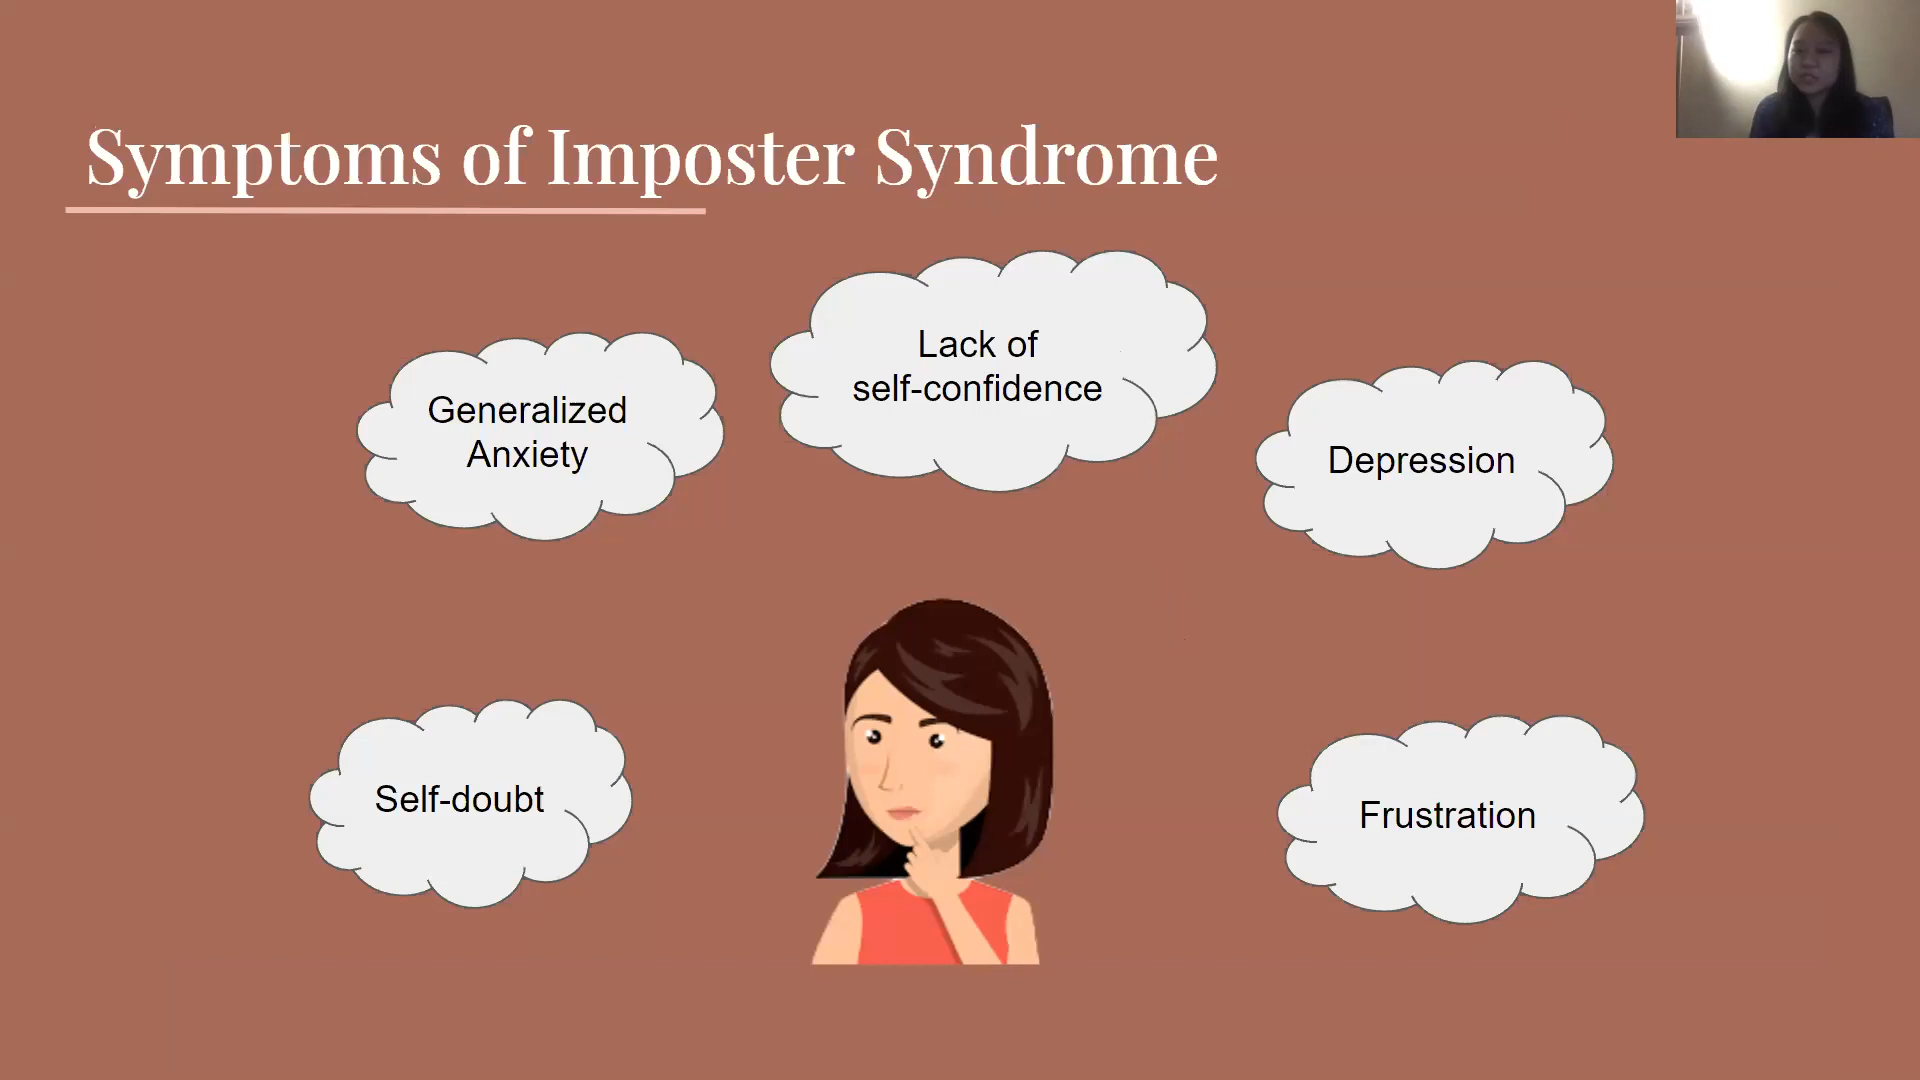 Symptoms of Imposter Syndrome
Lack of
self-confidence
Generalized
Anxiety
Depression
Self-doubt
Frustration